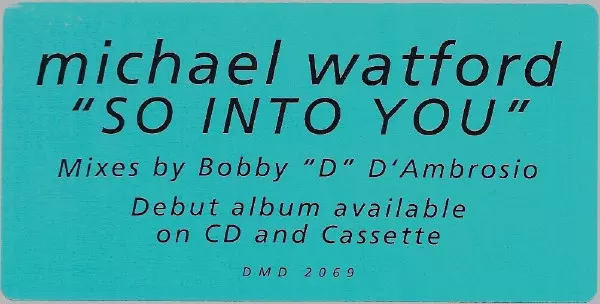 michael watford
"SO INTO YOU"
Mixes by Bobby "D" D'Ambrosio
Debut album available
on CD and Cassette
DMD 2069